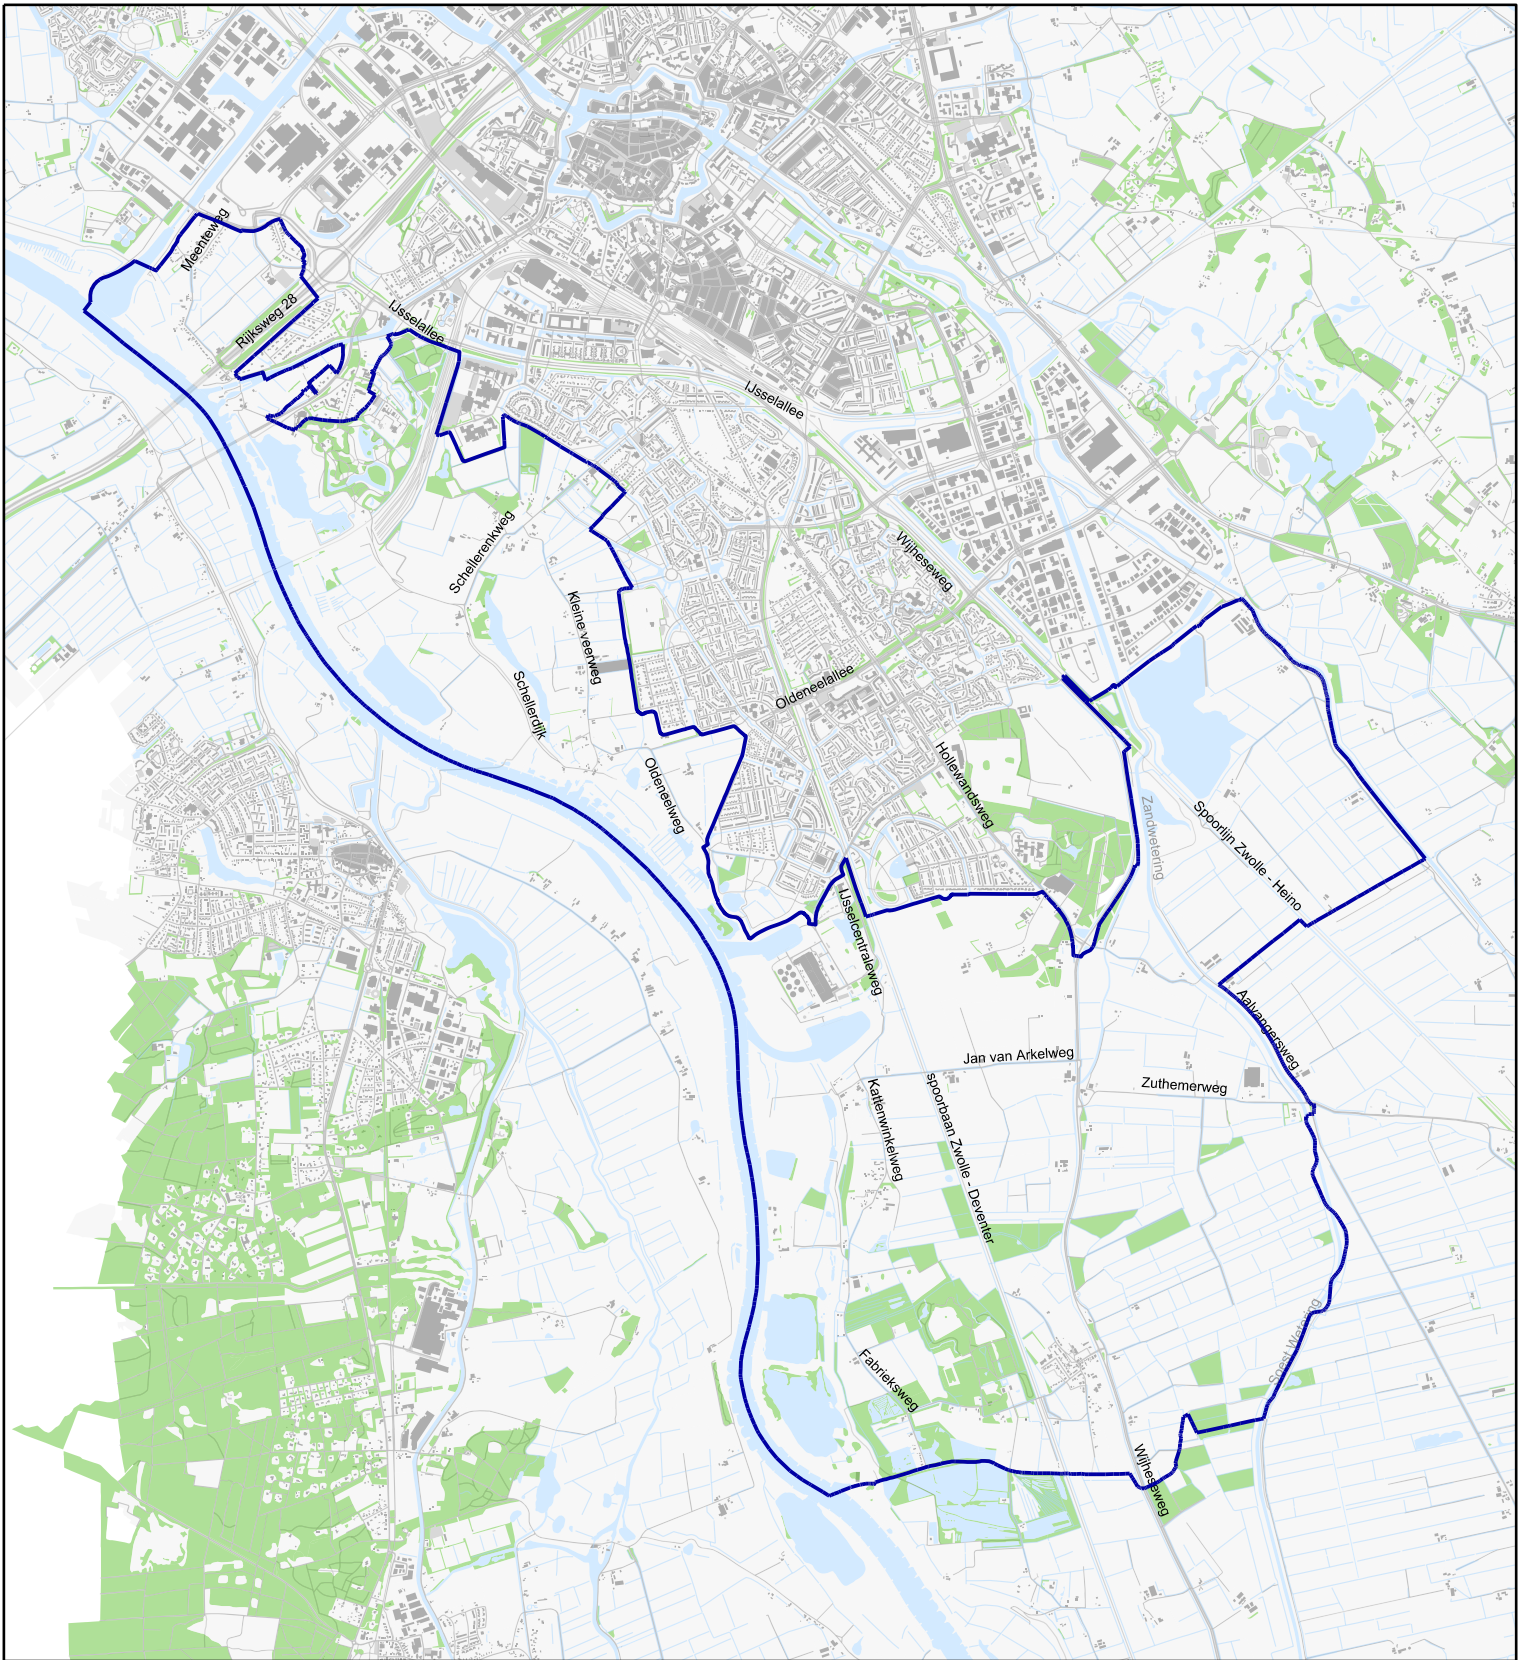 Meenteweg
Rijksweg 28
IJsselallee
IJsselallee
Schellerenkweg
Wijheseweg
Kleine veerweg
Oldeneelallee
Schellerdijk
Oldeneelweg
Hollewandsweg
Zandwetering
Spoorlijn Zwolle - Heino
IJsselcentraleweg
Aalvangersweg
Jan van Arkelweg
Zuthemerweg
Kattenwinkelweg
spoorbaan Zwolle - Deventer
Soest Wetering
Fabrieksweg
Wijheseweg